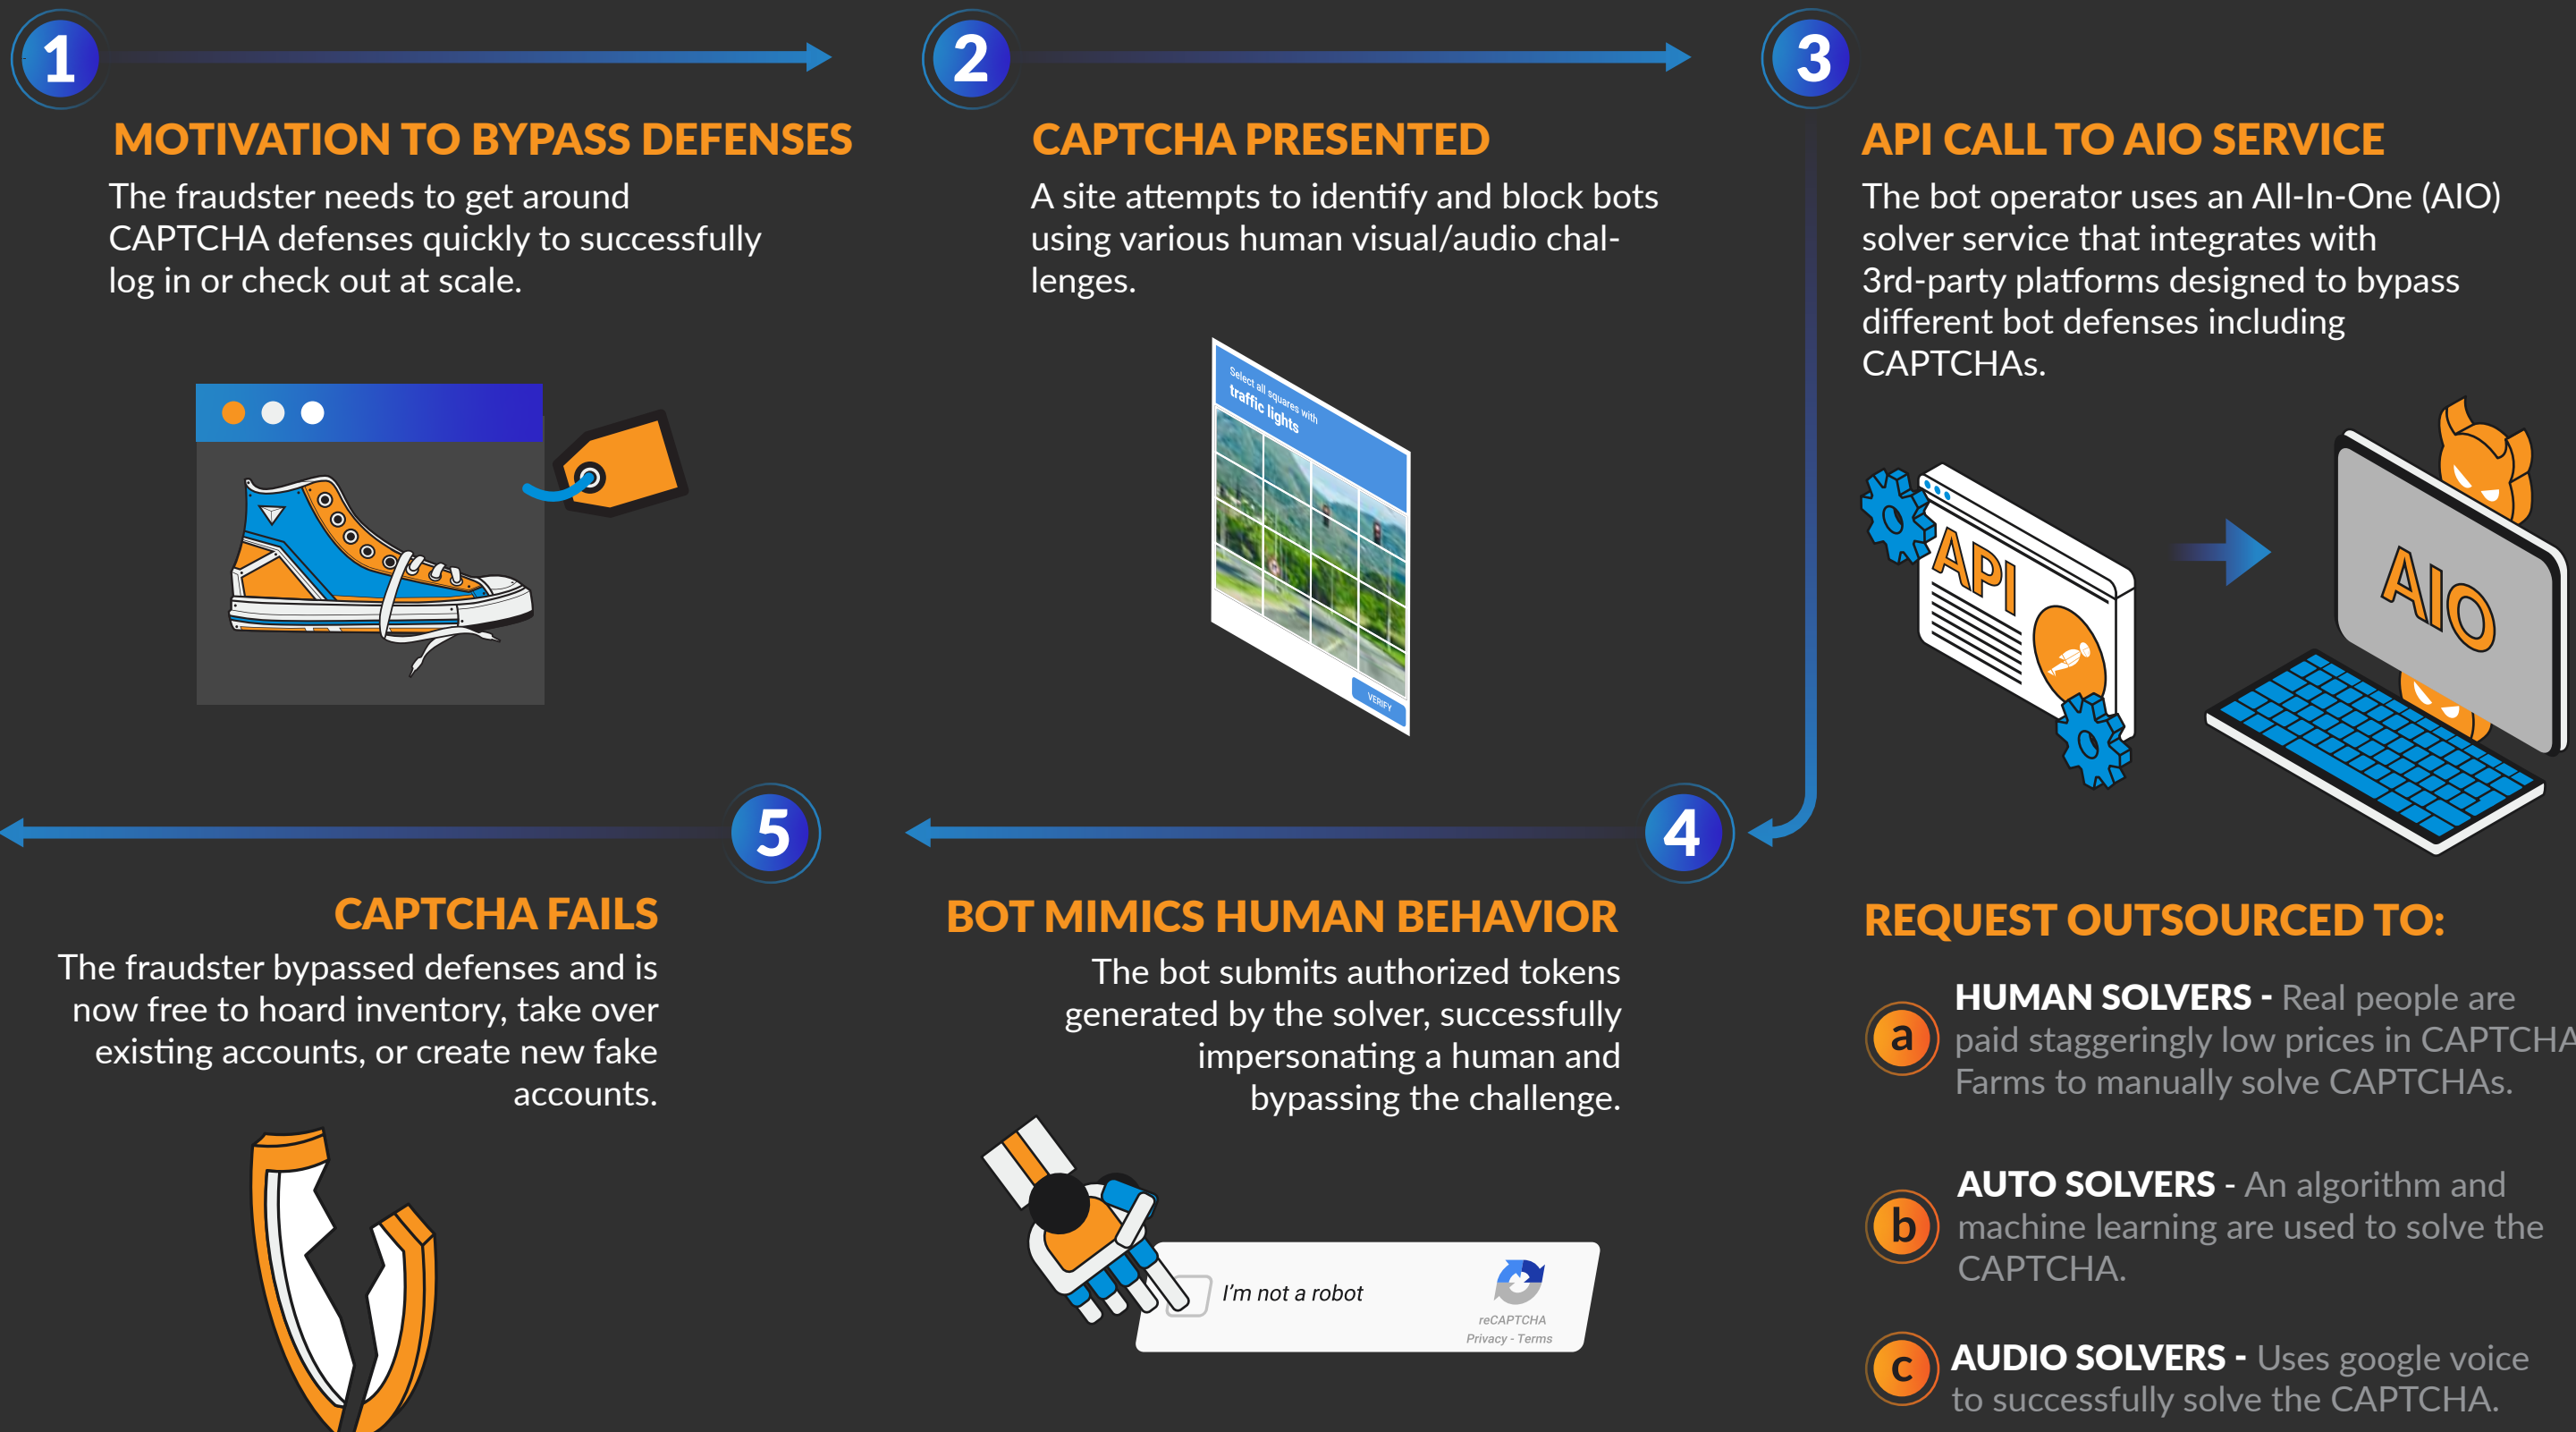 1
MOTIVATION TO BYPASS DEFENSES
The fraudster needs to get around
CAPTCHA defenses quickly to successfully
log in or check out at scale.
2
CAPTCHA PRESENTED
A site attempts to identify and block bots
using various human visual/audio chal-
lenges.
Select all squares with
traffic lights
VERIFY
3
API CALL TO AIO SERVICE
The bot operator uses an All-In-One (AIO)
solver service that integrates with
3rd-party platforms designed to bypass
different bot defenses including
CAPTCHAs.
API
AIO
REQUEST OUTSOURCED TO:
a
HUMAN SOLVERS - Real people are
paid staggeringly low prices in CAPTCHA
Farms to manually solve CAPTCHAs.
b
AUTO SOLVERS - An algorithm and
machine learning are used to solve the
CAPTCHA.
c
AUDIO SOLVERS - Uses google voice
to successfully solve the CAPTCHA.
4
BOT MIMICS HUMAN BEHAVIOR
The bot submits authorized tokens
generated by the solver, successfully
impersonating a human and
bypassing the challenge.
I'm not a robot
reCAPTCHA
Privacy - Terms
5
CAPTCHA FAILS
The fraudster bypassed defenses and is
now free to hoard inventory, take over
existing accounts, or create new fake
accounts.